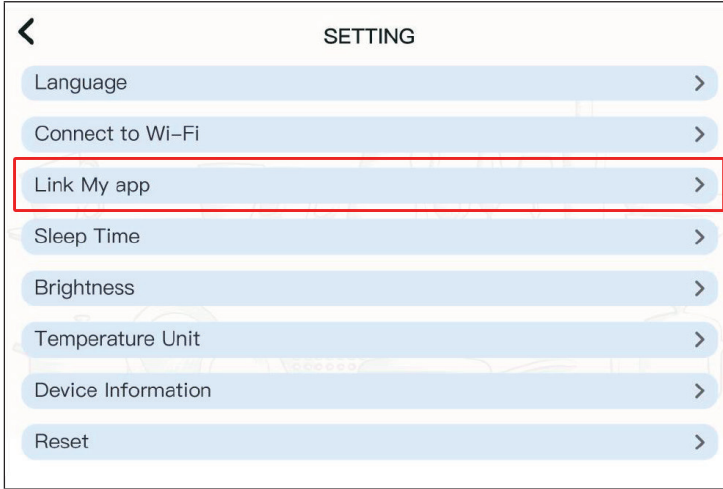 SETTING
Language
Connect to Wi-Fi
Link My app
Sleep Time
Brightness
Temperature Unit
Device Information
Reset